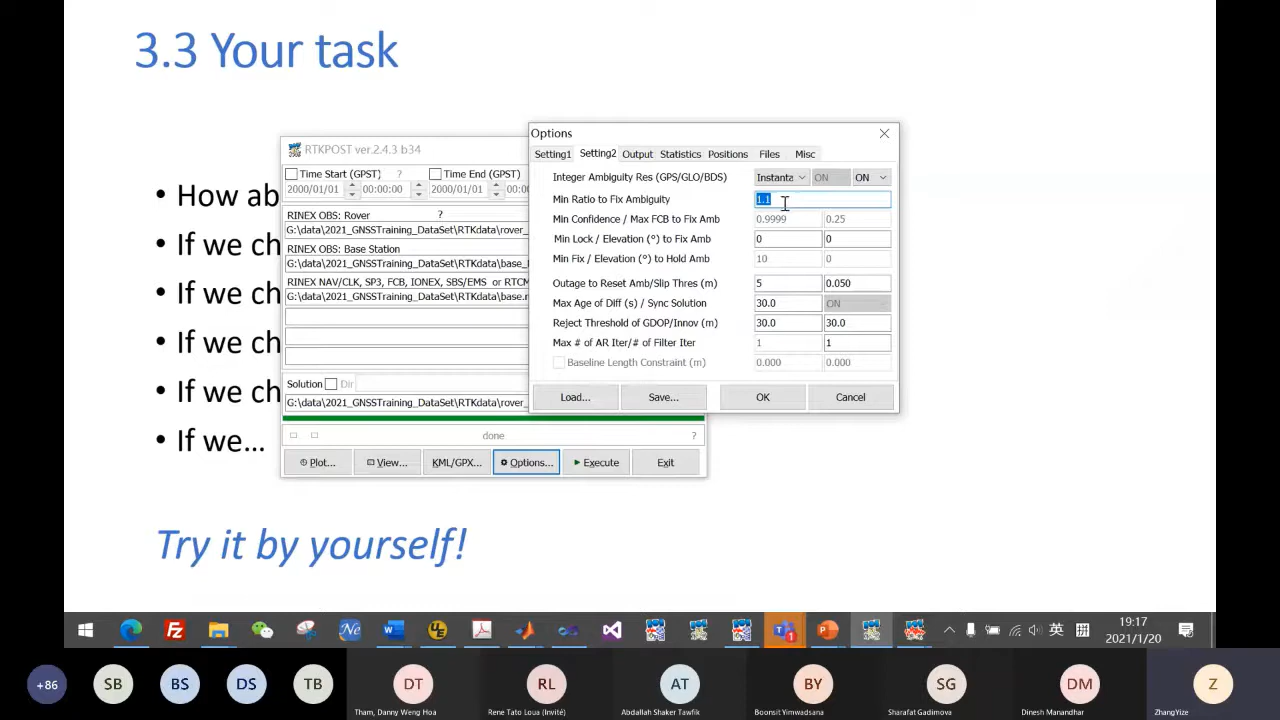 3.3 Your task
• How ab
• If we ch
• If we ch
• If we ch
• If we ch
• If we...
Try it by yourself!
RTKPOST ver.2.4.3 b34
Time Start (GPST) ? Time End (GPST)
2000/01/01 00:00:00 2000/01/01 00:00
RINEX OBS: Rover ?
G:\data\2021_GNSSTraining_DataSet\RTKdata\rover_
RINEX OBS: Base Station
G:\data\2021_GNSSTraining_DataSet\RTKdata\base_
RINEX NAV/CLK, SP3, FCB, IONEX, SBS/EMS or RTCM
G:\data\2021_GNSSTraining_DataSet\RTKdata\base.
Solution Dir
G:\data\2021_GNSSTraining_DataSet\RTKdata\rover_
done ?
Plot... View... KML/GPX... Options... Execute Exit
Options
Setting1 Setting2 Output Statistics Positions Files Misc
Integer Ambiguity Res (GPS/GLO/BDS) Instanta ON ON
Min Ratio to Fix Ambiguity 1.1
Min Confidence / Max FCB to Fix Amb 0.9999 0.25
Min Lock / Elevation (°) to Fix Amb 0 0
Min Fix / Elevation (°) to Hold Amb 10 0
Outage to Reset Amb/Slip Thres (m) 5 0.050
Max Age of Diff (s) / Sync Solution 30.0 ON
Reject Threshold of GDOP/Innov (m) 30.0 30.0
Max # of AR Iter/# of Filter Iter 1 1
Baseline Length Constraint (m) 0.000 0.000
Load... Save... OK Cancel
英 19:17
2021/1/20
+86 SB BS DS TB DT RL AT BY SG DM Z
Tham, Danny Weng Hoa Rene Tato Loua (Invité) Abdallah Shaker Tawfik Boonsit Yimwadsana Sharafat Gadimova Dinesh Manandhar ZhangYize